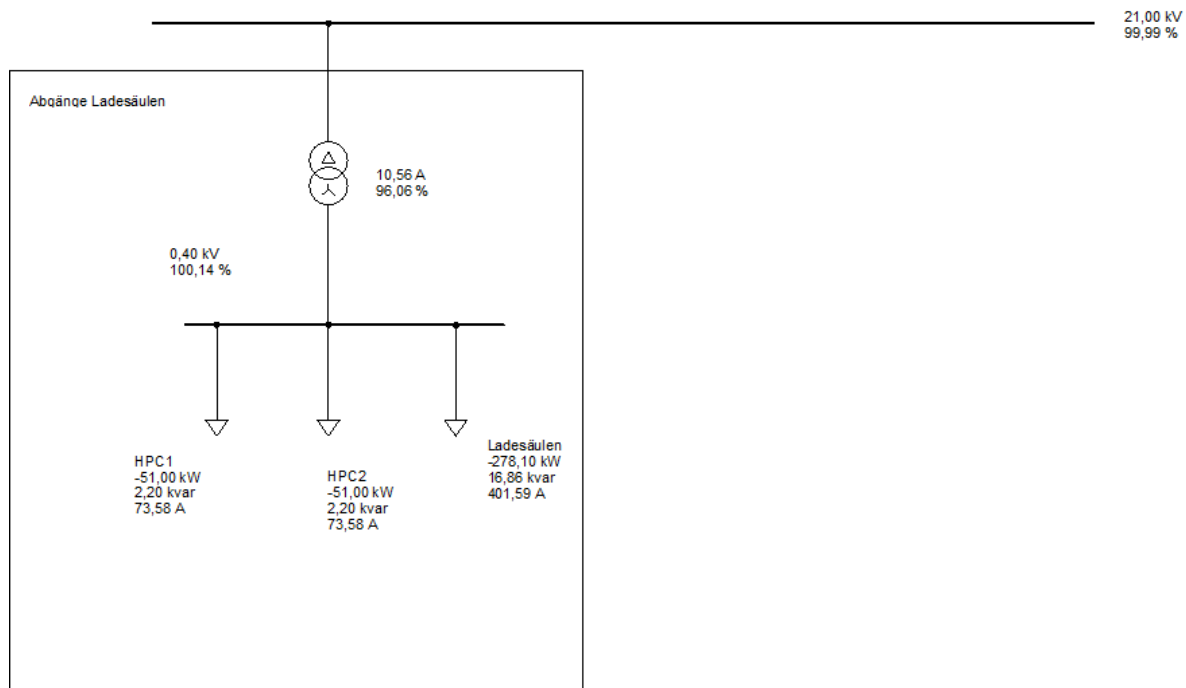 21,00 kV
99,99 %
Abgänge Ladesäulen
10,56 A
96,06 %
0,40 kV
100,14 %
HPC1
-51,00 kW
2,20 kvar
73,58 A
HPC2
-51,00 kW
2,20 kvar
73,58 A
Ladesäulen
-278,10 kW
16,86 kvar
401,59 A